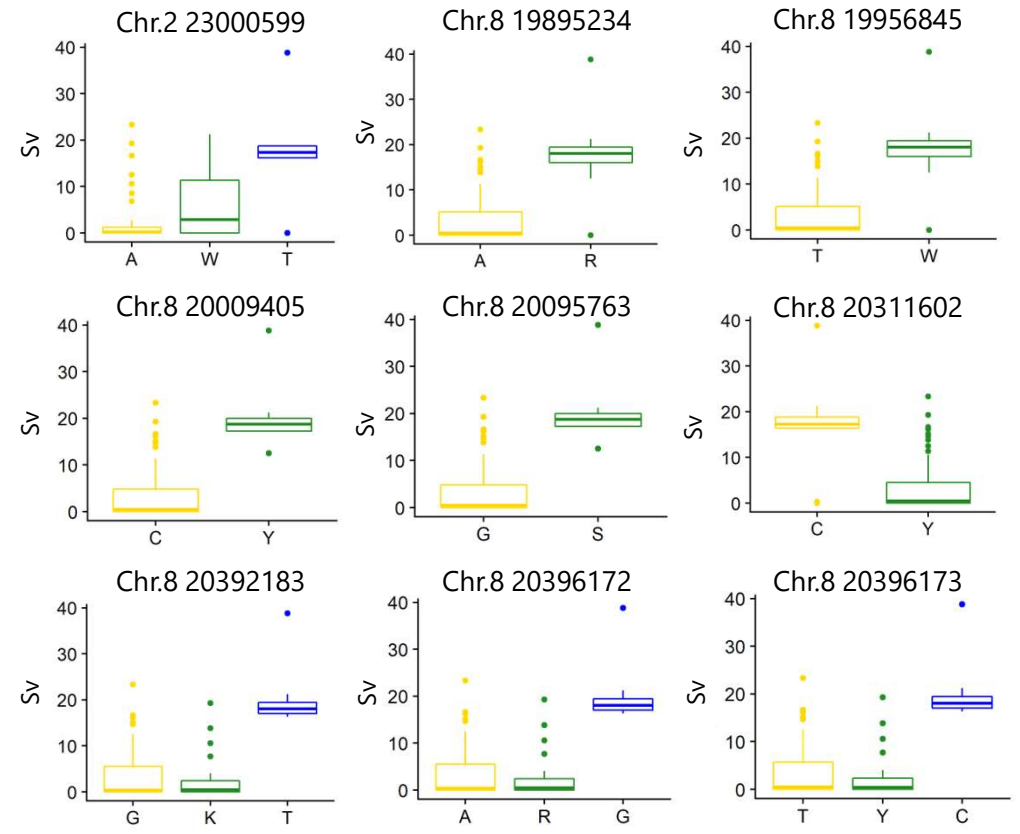 Chr.2 23000599
Chr.8 19895234
Chr.8 19956845
40
30
20
10
0
Sv
A W T
40
30
20
10
0
Sv
A R
40
30
20
10
0
Sv
T W
Chr.8 20009405
Chr.8 20095763
Chr.8 20311602
40
30
20
10
0
Sv
C Y
40
30
20
10
0
Sv
G S
40
30
20
10
0
Sv
C Y
Chr.8 20392183
Chr.8 20396172
Chr.8 20396173
40
30
20
10
0
Sv
G K T
40
30
20
10
0
Sv
A R G
40
30
20
10
0
Sv
T Y C